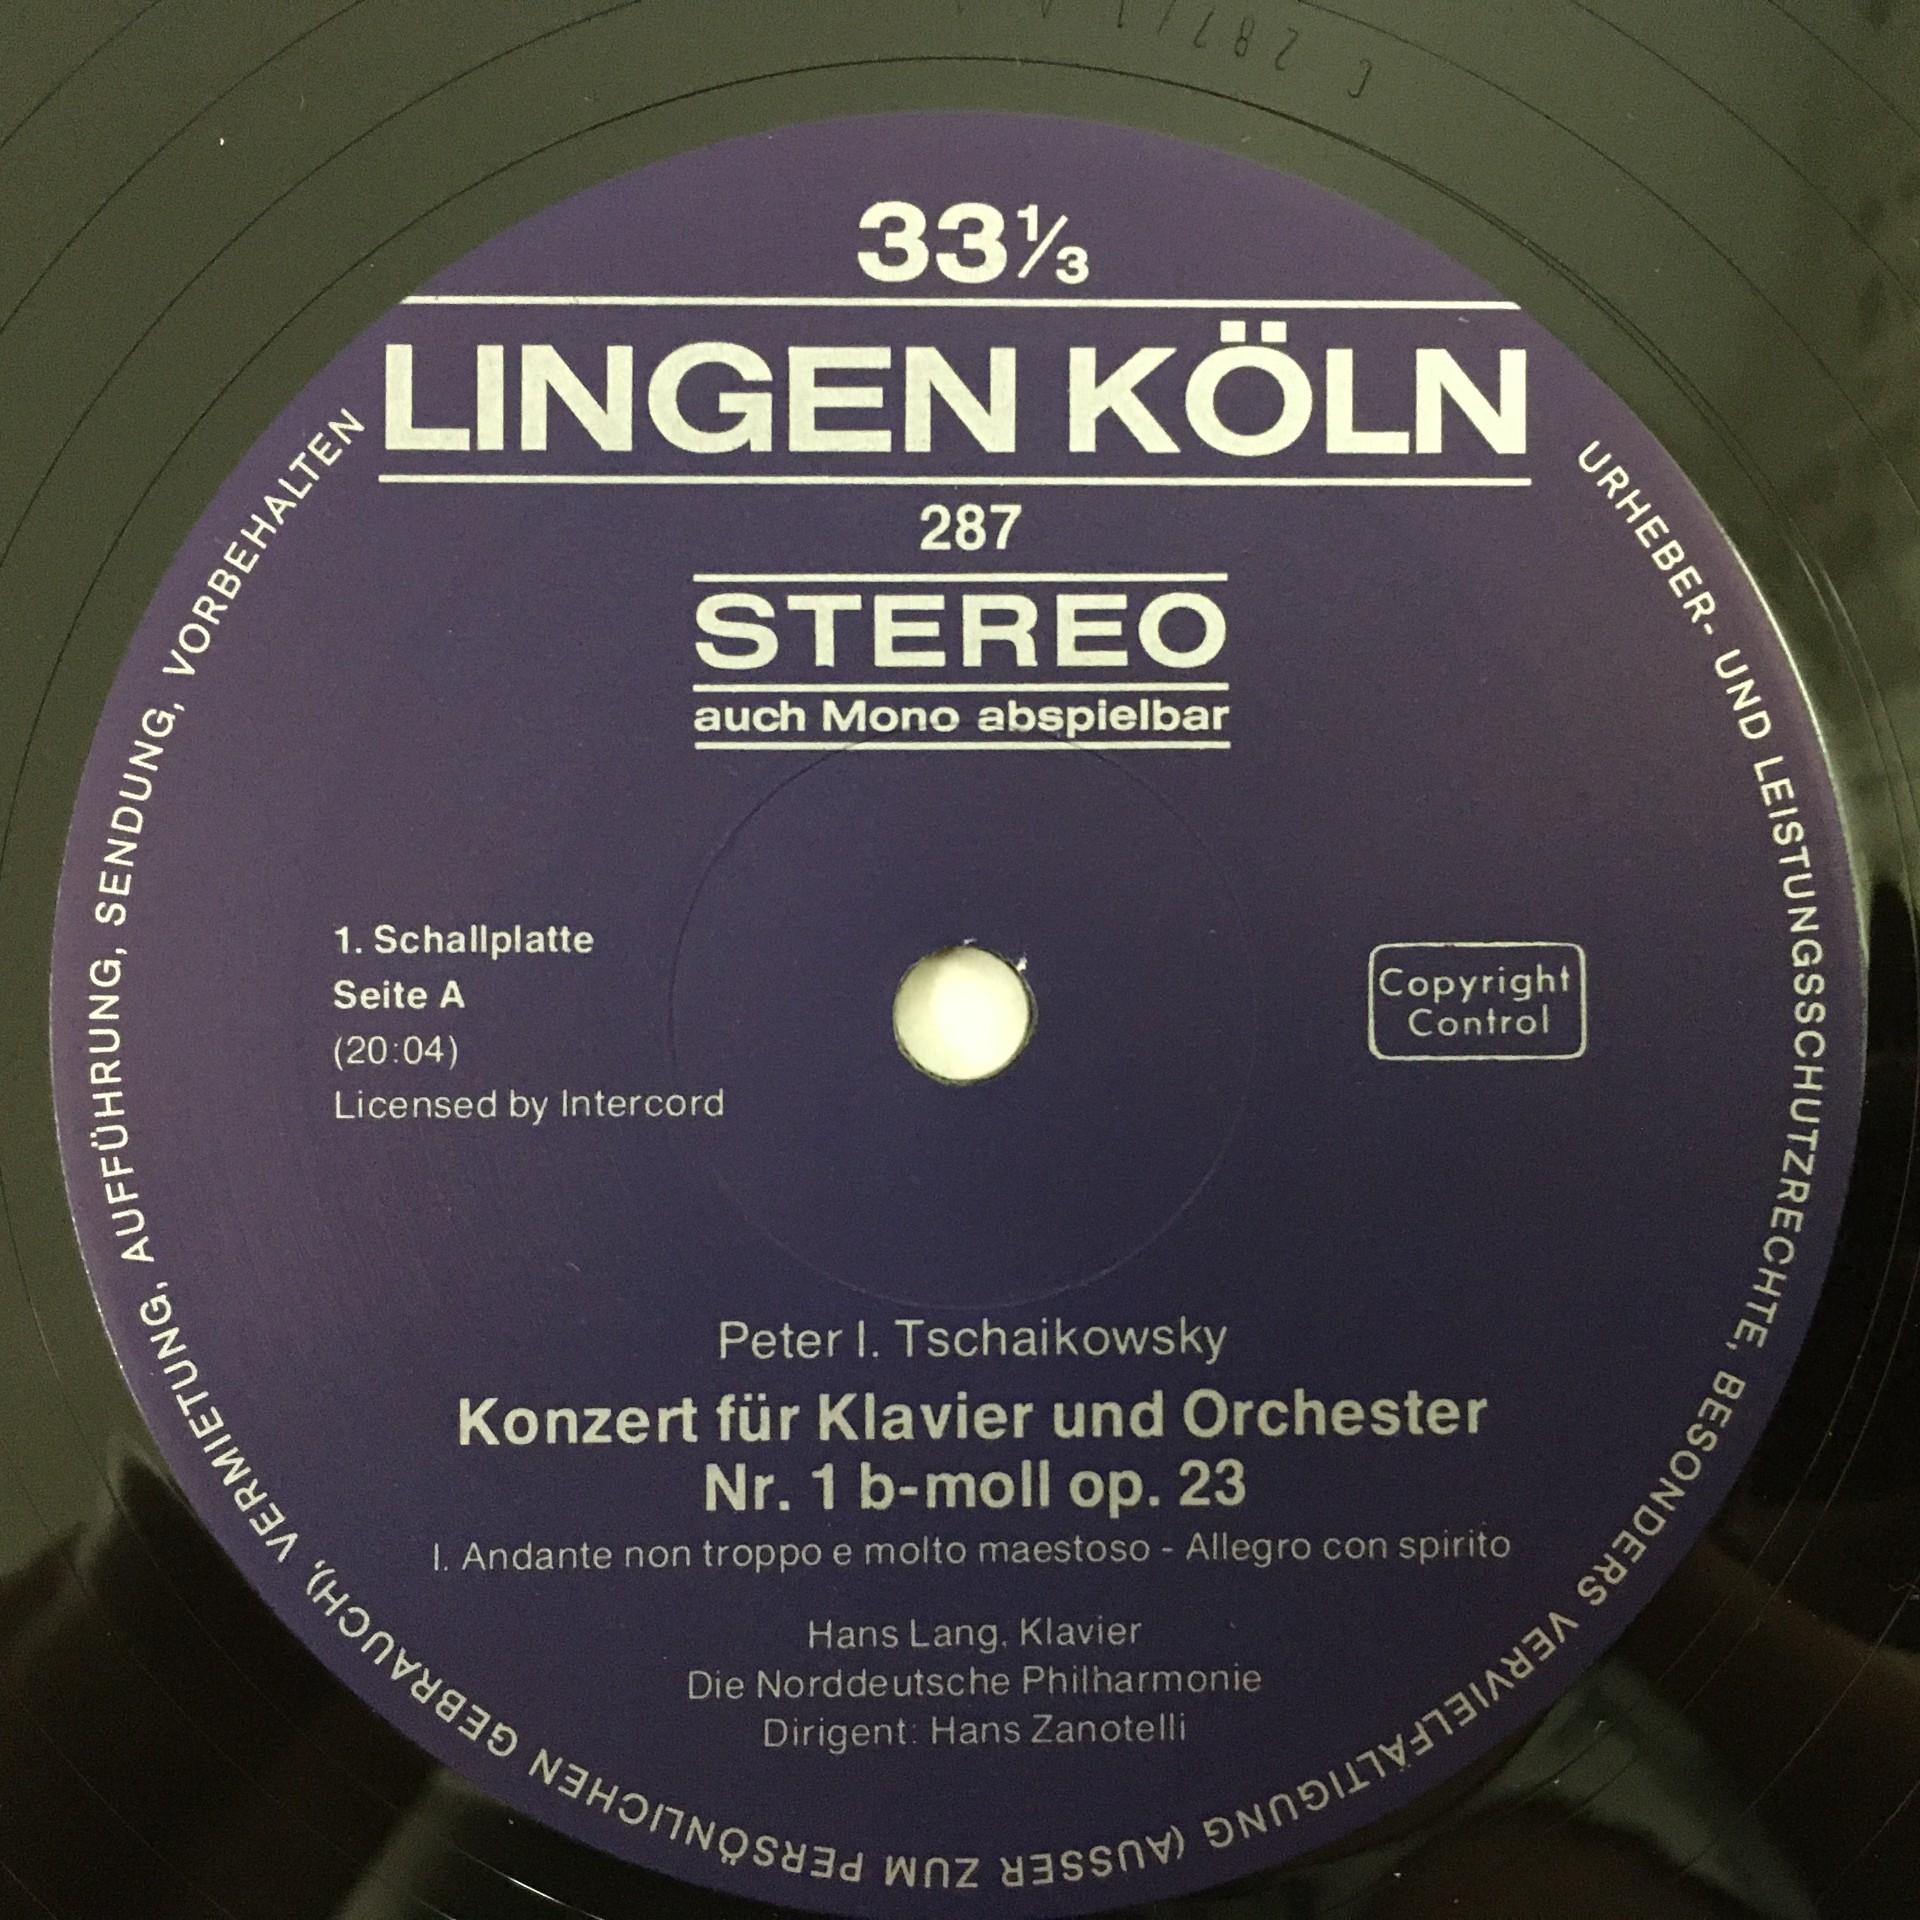 C 287/1 A
33⅓
LINGEN KÖLN
287
STEREO
auch Mono abspielbar
1. Schallplatte
Seite A
(20:04)
Licensed by Intercord
Copyright
Control
Peter I. Tschaikowsky
Konzert für Klavier und Orchester
Nr. 1 b-moll op. 23
I. Andante non troppo e molto maestoso - Allegro con spirito
Hans Lang, Klavier
Die Norddeutsche Philharmonie
Dirigent: Hans Zanotelli
URHEBER- UND LEISTUNGSSCHUTZRECHTE, BESONDERS VERVIELFÄLTIGUNG (AUSSER ZUM PERSÖNLICHEN GEBRAUCH), VERMIETUNG, AUFFÜHRUNG, SENDUNG, VORBEHALTEN